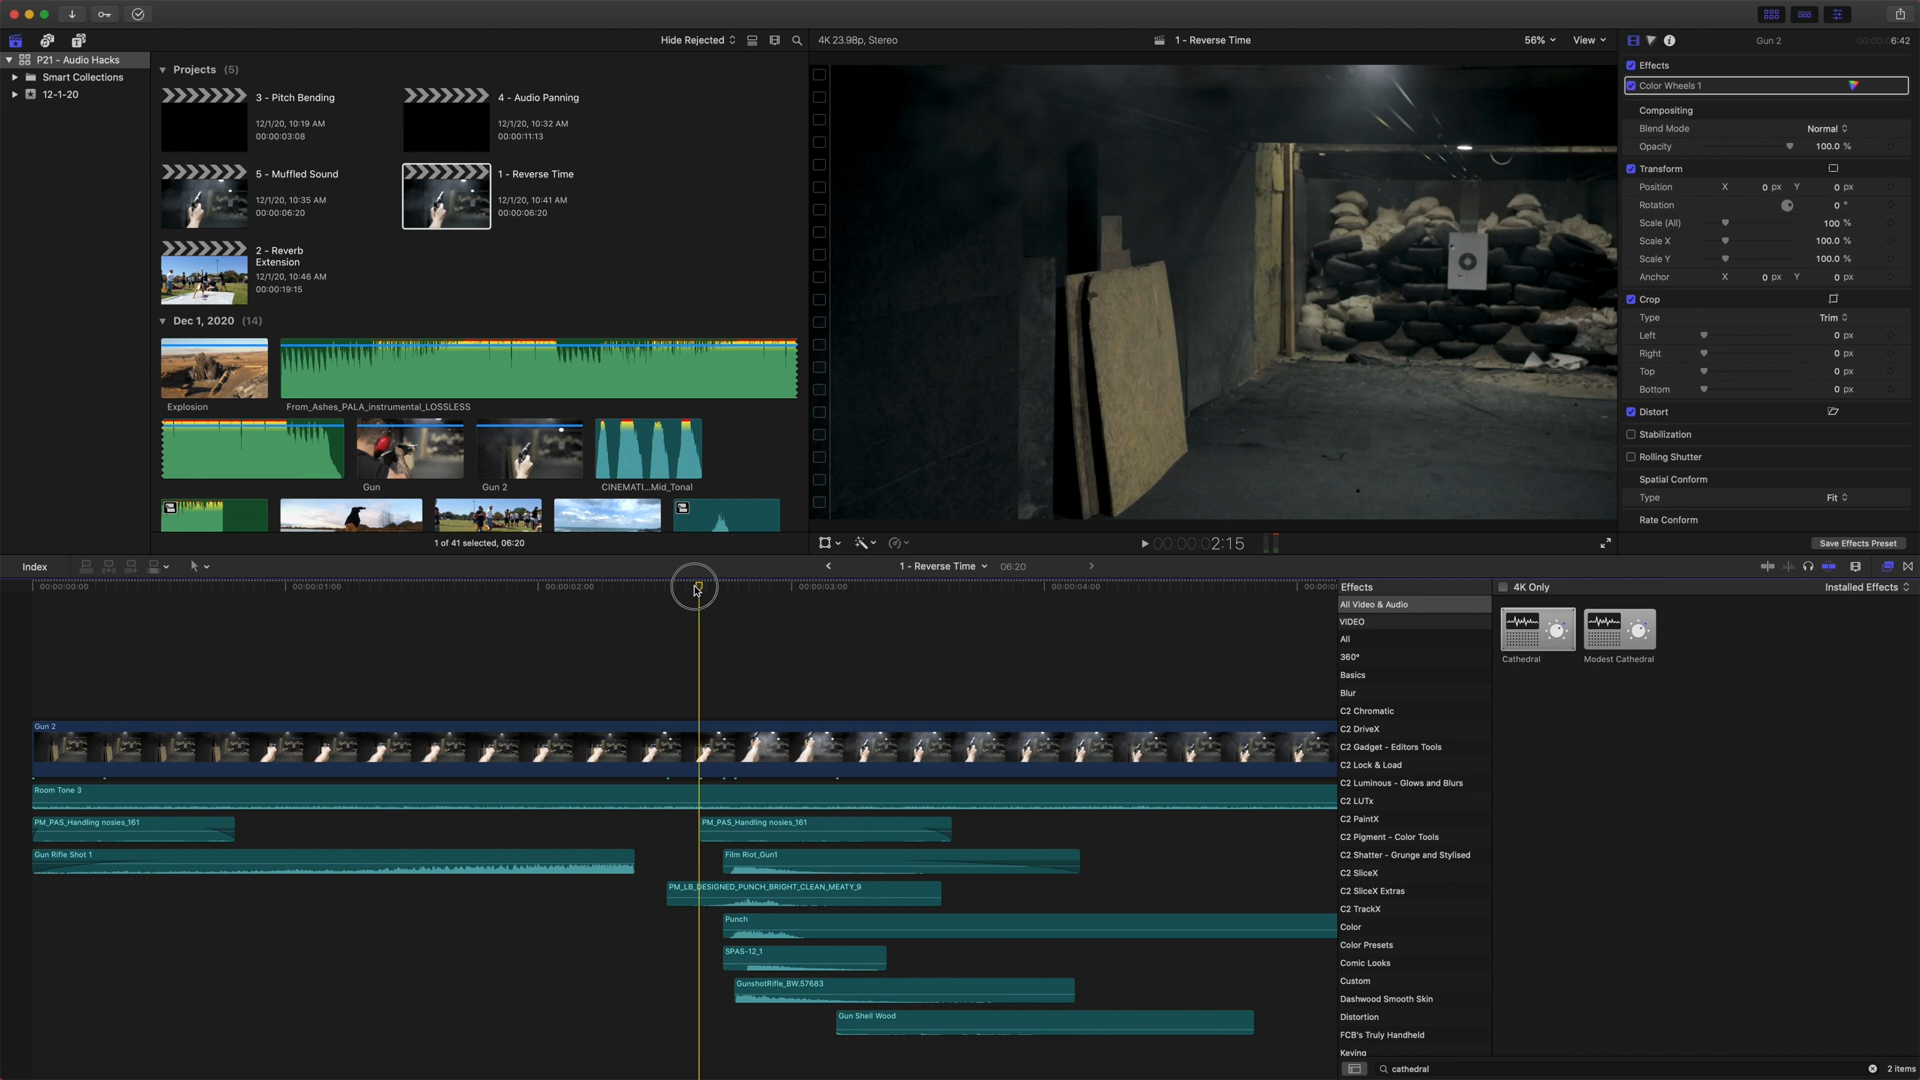 Hide Rejected
4K 23.98p, Stereo
1 - Reverse Time
56%
View
Gun 2
00:00:06:42
P21 - Audio Hacks
Smart Collections
12-1-20
Projects (5)
3 - Pitch Bending
12/1/20, 10:19 AM
00:00:03:08
4 - Audio Panning
12/1/20, 10:32 AM
00:00:11:13
5 - Muffled Sound
12/1/20, 10:35 AM
00:00:06:20
1 - Reverse Time
12/1/20, 10:41 AM
00:00:06:20
2 - Reverb
Extension
12/1/20, 10:46 AM
00:00:19:15
Dec 1, 2020 (14)
Explosion
From_Ashes_PALA_instrumental_LOSSLESS
Gun
Gun 2
CINEMATI...Mid_Tonal
1 of 41 selected, 06:20
00:00:00:02:15
Effects
Color Wheels 1
Compositing
Blend Mode
Normal
Opacity
100.0 %
Transform
Position
X
0 px
Y
0 px
Rotation
0 °
Scale (All)
100 %
Scale X
100.0 %
Scale Y
100.0 %
Anchor
X
0 px
Y
0 px
Crop
Type
Trim
Left
0 px
Right
0 px
Top
0 px
Bottom
0 px
Distort
Stabilization
Rolling Shutter
Spatial Conform
Type
Fit
Rate Conform
Save Effects Preset
Index
1 - Reverse Time
06:20
00:00:00:00
00:00:01:00
00:00:02:00
00:00:03:00
00:00:04:00
Gun 2
Room Tone 3
PM_PAS_Handling nosies_161
PM_PAS_Handling nosies_161
Gun Rifle Shot 1
Film Riot_Gun1
PM_LB_DESIGNED_PUNCH_BRIGHT_CLEAN_MEATY_9
Punch
SPAS-12_1
GunshotRifle_BW.57683
Gun Shell Wood
Effects
4K Only
Installed Effects
All Video & Audio
VIDEO
All
360°
Basics
Blur
C2 Chromatic
C2 DriveX
C2 Gadget - Editors Tools
C2 Lock & Load
C2 Luminous - Glows and Blurs
C2 LUTx
C2 PaintX
C2 Pigment - Color Tools
C2 Shatter - Grunge and Stylised
C2 SliceX
C2 SliceX Extras
C2 TrackX
Color
Color Presets
Comic Looks
Custom
Dashwood Smooth Skin
Distortion
FCB's Truly Handheld
Keying
Cathedral
Modest Cathedral
cathedral
2 items